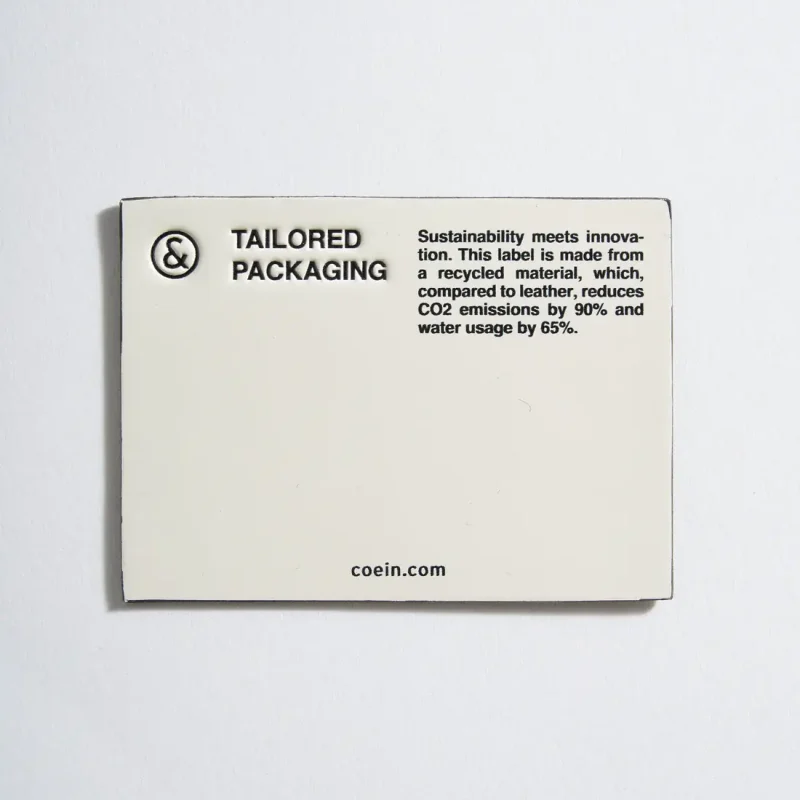 &
TAILORED
PACKAGING
Sustainability meets innova-
tion. This label is made from
a recycled material, which,
compared to leather, reduces
CO2 emissions by 90% and
water usage by 65%.
coein.com